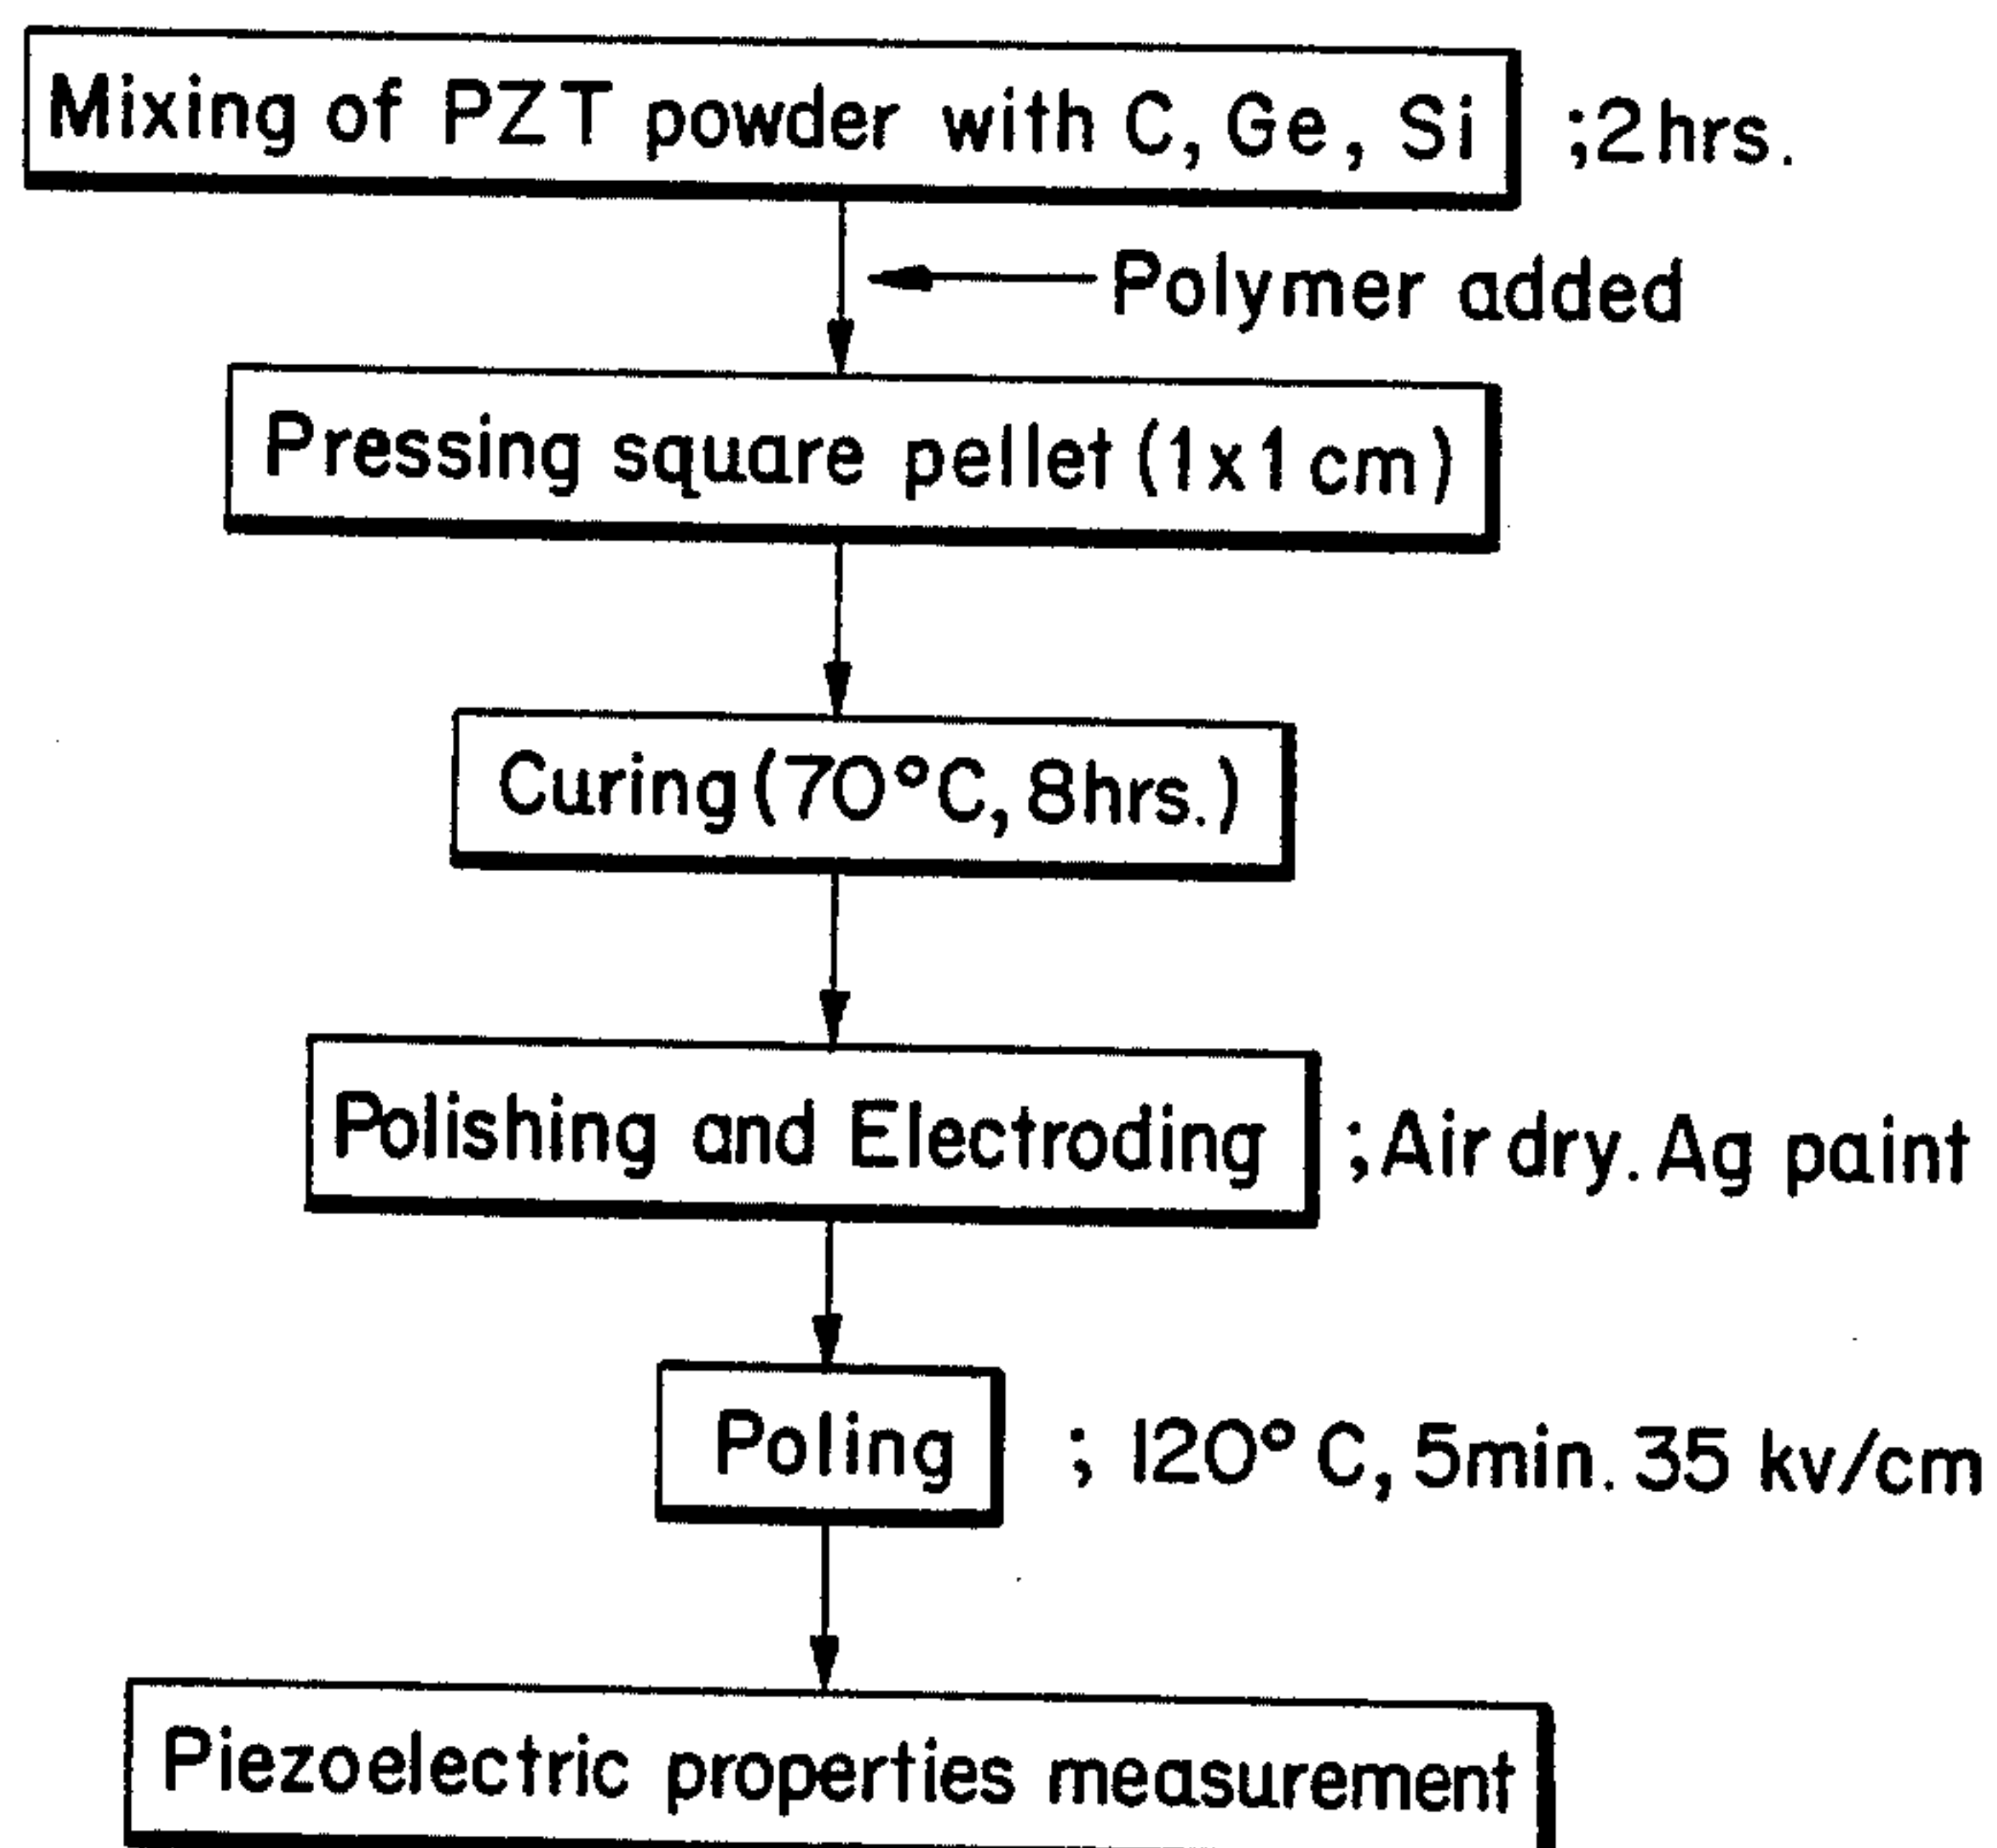 Mixing of PZT powder with C, Ge, Si ;2hrs.
Polymer added
Pressing square pellet (1x1 cm)
Curing (70°C, 8hrs.)
Polishing and Electroding ;Air dry. Ag paint
Poling ; 120° C, 5min. 35 kv/cm
Piezoelectric properties measurement